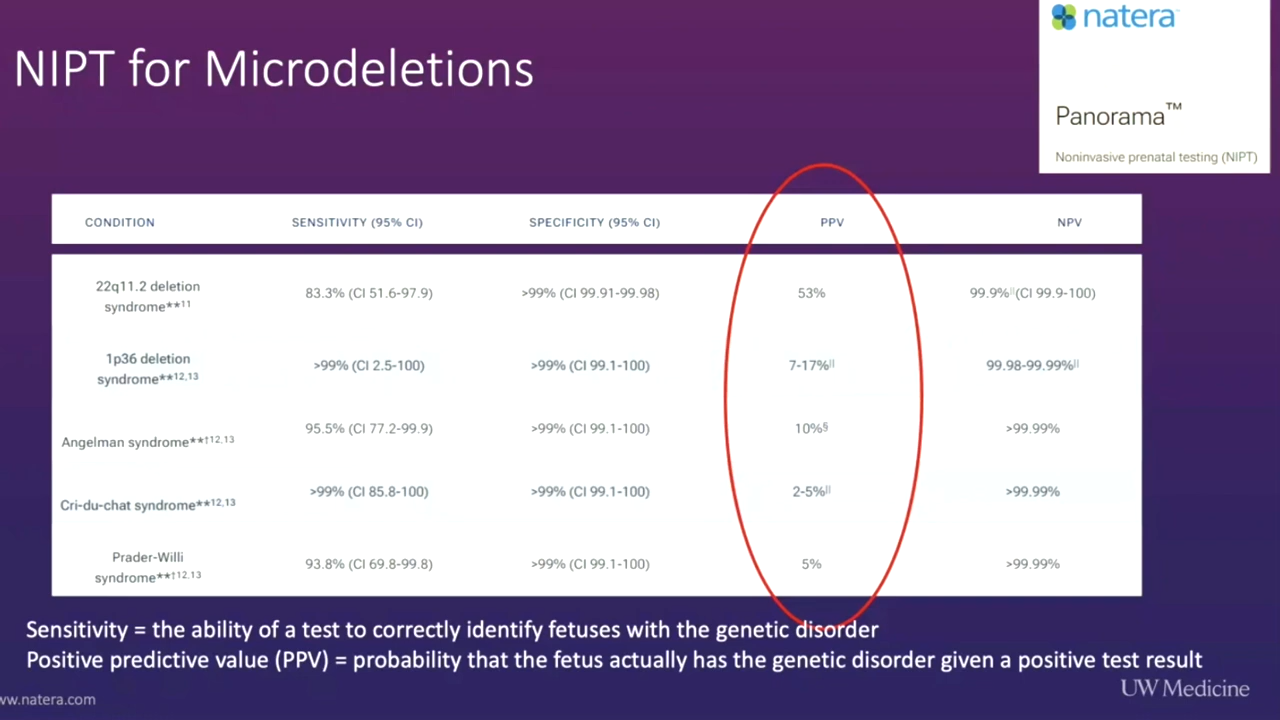 natera™
NIPT for Microdeletions
Panorama™
Noninvasive prenatal testing (NIPT)
CONDITION SENSITIVITY (95% CI) SPECIFICITY (95% CI) PPV NPV
22q11.2 deletion
syndrome**11 83.3% (CI 51.6-97.9) >99% (CI 99.91-99.98) 53% 99.9%||(CI 99.9-100)
1p36 deletion
syndrome**12,13 >99% (CI 2.5-100) >99% (CI 99.1-100) 7-17%|| 99.98-99.99%||
Angelman syndrome**†12,13 95.5% (CI 77.2-99.9) >99% (CI 99.1-100) 10%§ >99.99%
Cri-du-chat syndrome**12,13 >99% (CI 85.8-100) >99% (CI 99.1-100) 2-5%|| >99.99%
Prader-Willi
syndrome**†12,13 93.8% (CI 69.8-99.8) >99% (CI 99.1-100) 5% >99.99%
Sensitivity = the ability of a test to correctly identify fetuses with the genetic disorder
Positive predictive value (PPV) = probability that the fetus actually has the genetic disorder given a positive test result
ww.natera.com
UW Medicine